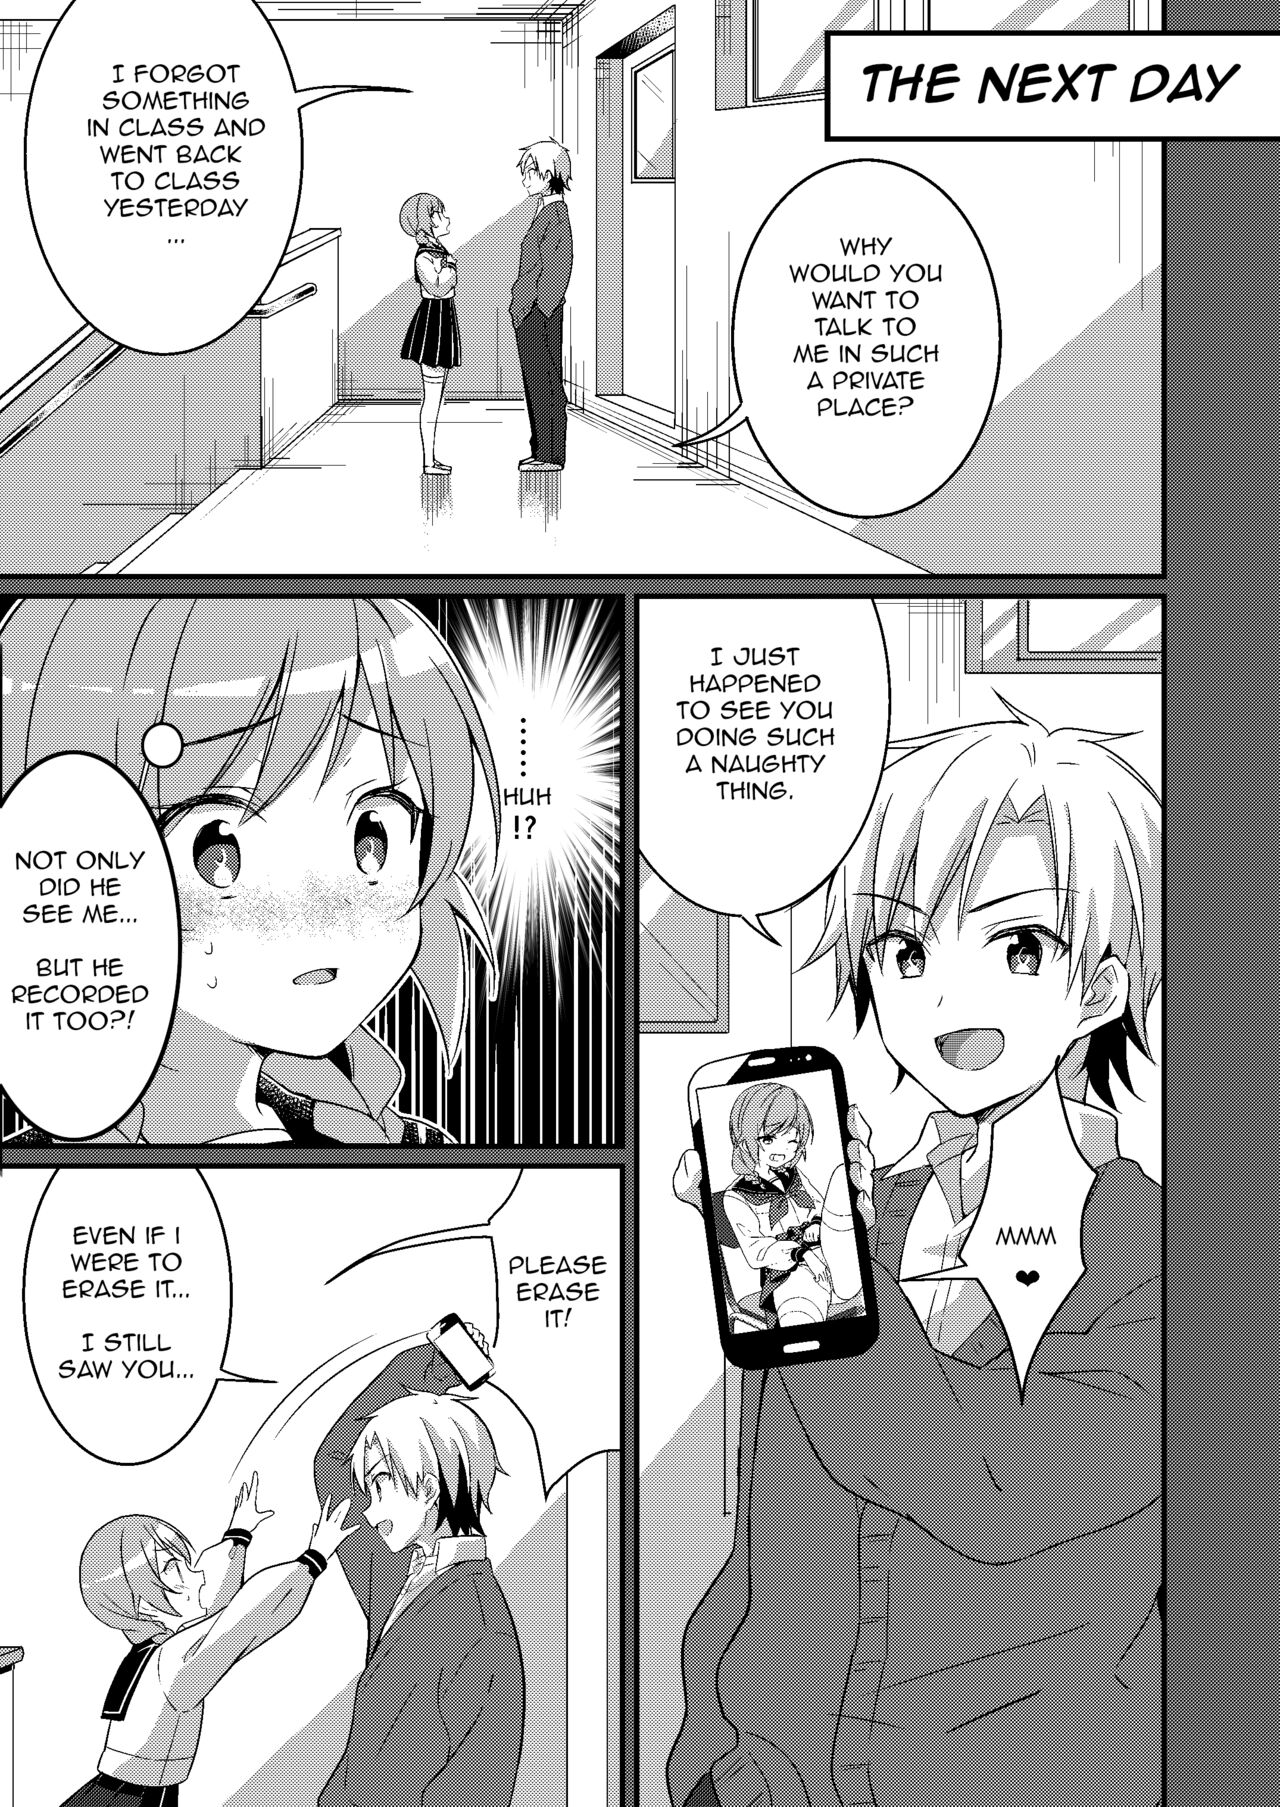 THE NEXT DAY
WHY
WOULD YOU
WANT TO
TALK TO
ME IN SUCH
A PRIVATE
PLACE?
I FORGOT
SOMETHING
IN CLASS AND
WENT BACK
TO CLASS
YESTERDAY
...
I JUST
HAPPENED
TO SEE YOU
DOING SUCH
A NAUGHTY
THING.
MMM
❤
......
HUH
!?
NOT ONLY
DID HE
SEE ME...
BUT HE
RECORDED
IT TOO?!
PLEASE
ERASE
IT!
EVEN IF I
WERE TO
ERASE IT...
I STILL
SAW YOU...